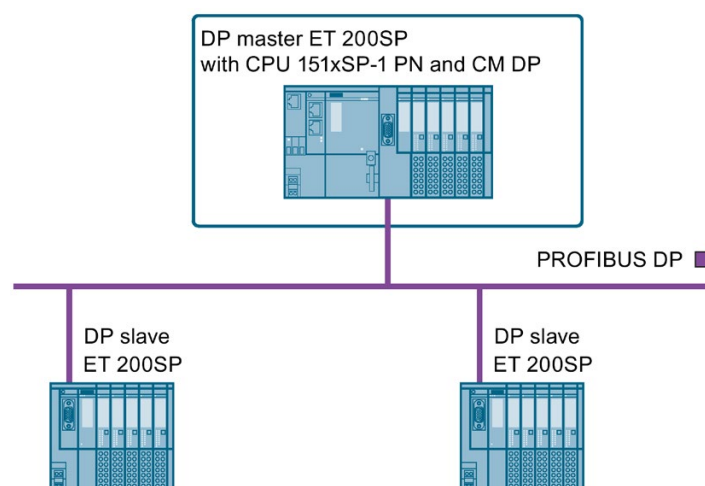 DP master ET 200SP
with CPU 151xSP-1 PN and CM DP
PROFIBUS DP
DP slave
ET 200SP
DP slave
ET 200SP